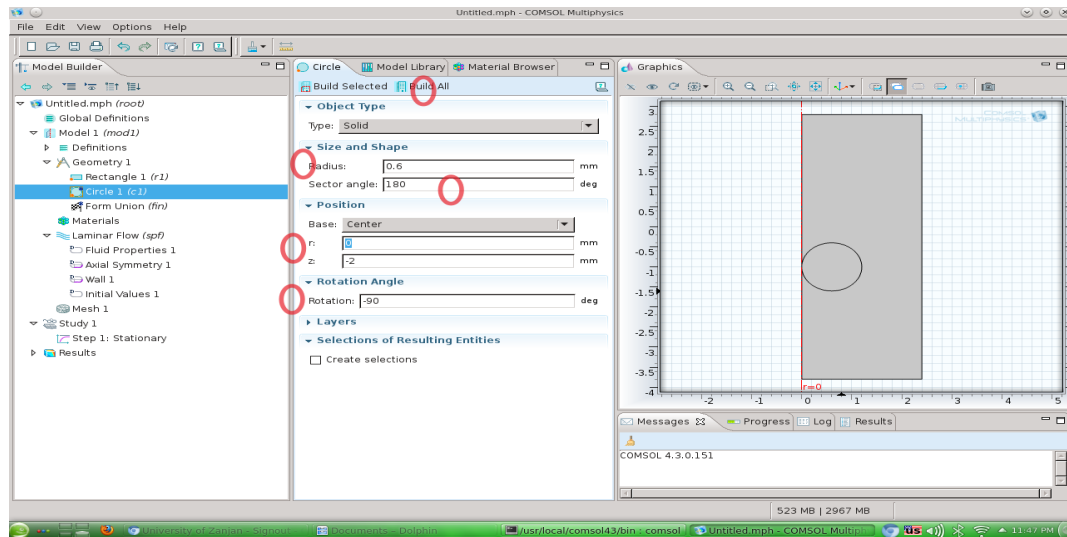 Untitled.mph - COMSOL Multiphysics
File Edit View Options Help
Model Builder
Untitled.mph (root)
Global Definitions
Model 1 (mod1)
Definitions
Geometry 1
Rectangle 1 (r1)
Circle 1 (c1)
Form Union (fin)
Materials
Laminar Flow (spf)
Fluid Properties 1
Axial Symmetry 1
Wall 1
Initial Values 1
Mesh 1
Study 1
Step 1: Stationary
Results
Circle Model Library Material Browser
Build Selected Build All
Object Type
Type: Solid
Size and Shape
Radius: 0.6 mm
Sector angle: 180 deg
Position
Base: Center
r: 0 mm
z: -2 mm
Rotation Angle
Rotation: -90 deg
Layers
Selections of Resulting Entities
Create selections
Graphics
COMSOL
MULTIPHYSICS
3
2.5
2
1.5
1
0.5
0
-0.5
-1
-1.5
-2
-2.5
-3
-3.5
-4
r=0
-2 -1 0 1 2 3 4 5
Messages Progress Log Results
COMSOL 4.3.0.151
523 MB | 2967 MB
University of Zanjan - Signout Documents - Dolphin /usr/local/comsol43/bin : comsol Untitled.mph - COMSOL Multiph us 11:47 PM